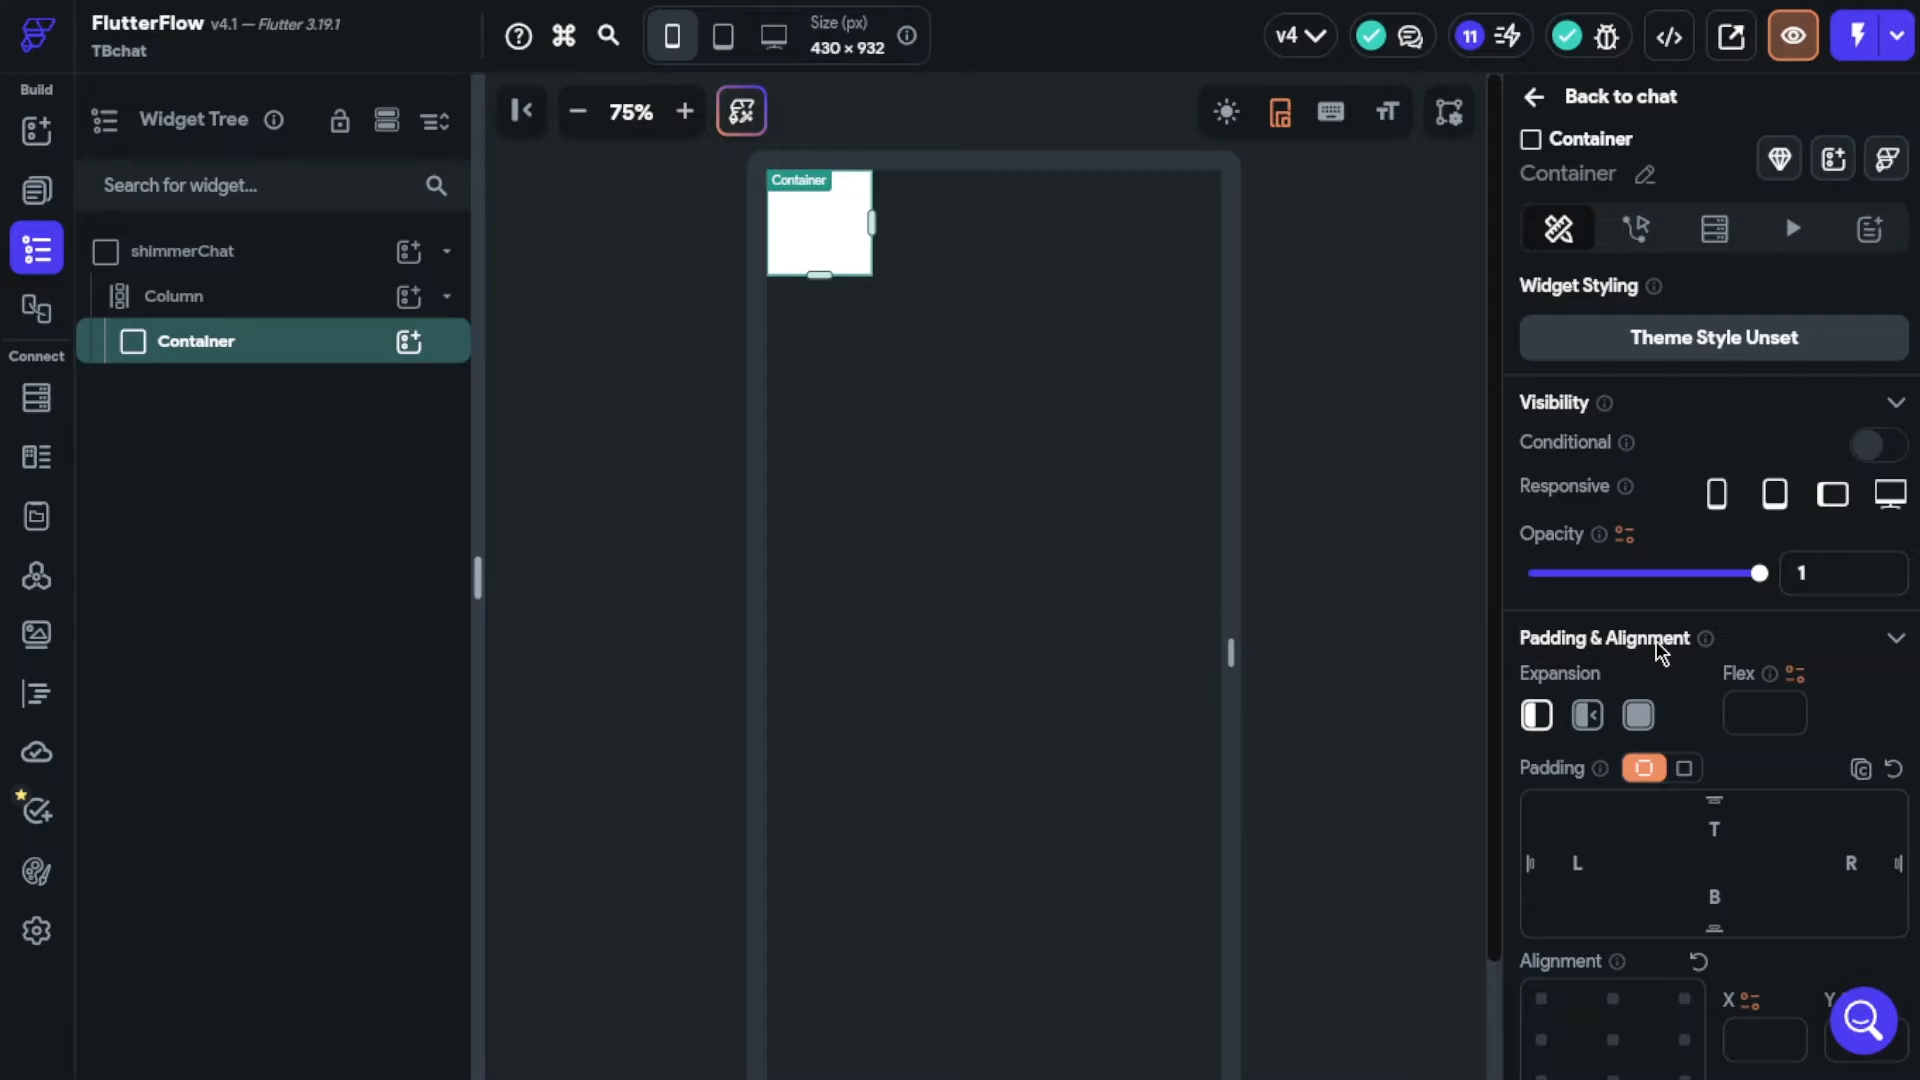 FlutterFlow v4.1 — Flutter 3.19.1
TBchat
Size (px)
430 × 932
v4
11
Build
Connect
Widget Tree
Search for widget...
shimmerChat
Column
Container
75%
Container
Back to chat
Container
Container
Widget Styling
Theme Style Unset
Visibility
Conditional
Responsive
Opacity
1
Padding & Alignment
Expansion
Flex
Padding
T
L
R
B
Alignment
X
Y